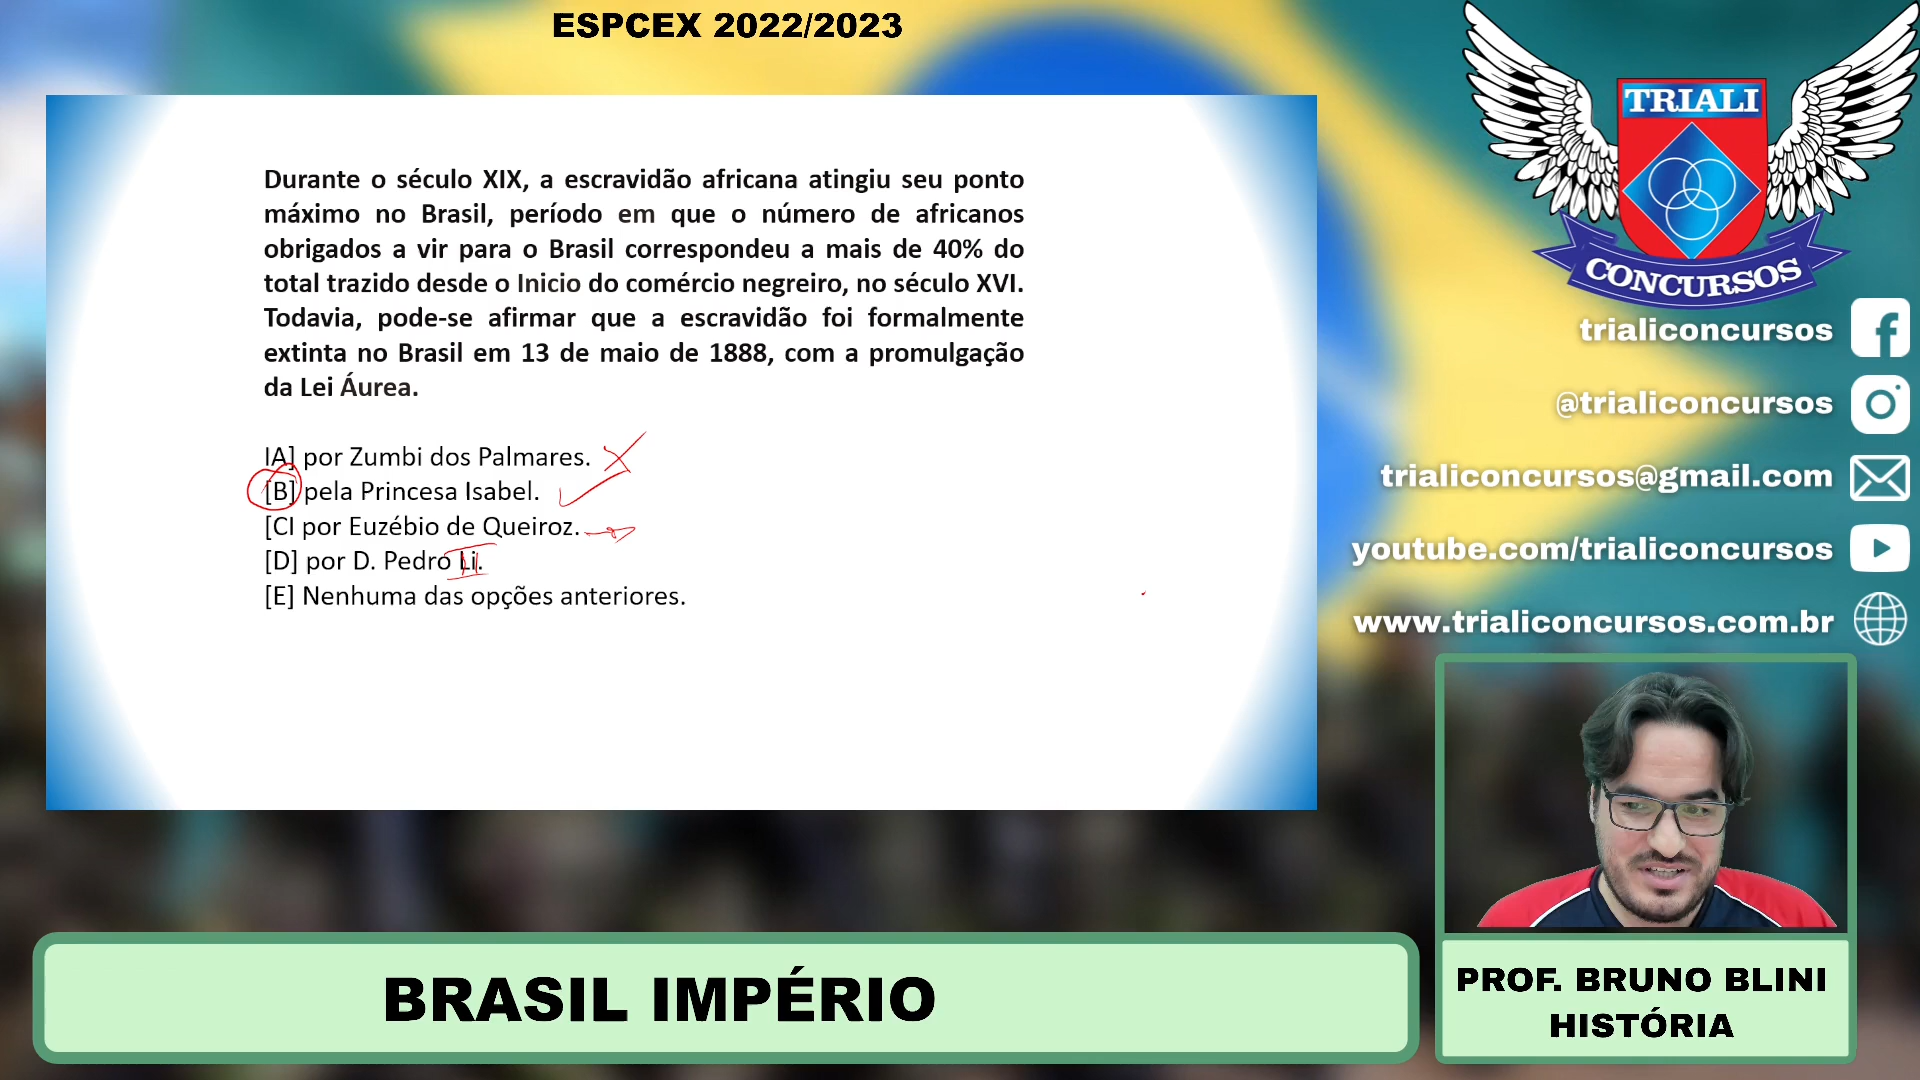 ESPCEX 2022/2023
TRIALI
CONCURSOS
Durante o século XIX, a escravidão africana atingiu seu ponto
máximo no Brasil, período em que o número de africanos
obrigados a vir para o Brasil correspondeu a mais de 40% do
total trazido desde o Inicio do comércio negreiro, no século XVI.
Todavia, pode-se afirmar que a escravidão foi formalmente
extinta no Brasil em 13 de maio de 1888, com a promulgação
da Lei Áurea.
IA] por Zumbi dos Palmares.
[B] pela Princesa Isabel.
[CI por Euzébio de Queiroz.
[D] por D. Pedro Li.
II
[E] Nenhuma das opções anteriores.
trialiconcursos
@trialiconcursos
trialiconcursos@gmail.com
youtube.com/trialiconcursos
www.trialiconcursos.com.br
BRASIL IMPÉRIO
PROF. BRUNO BLINI
HISTÓRIA